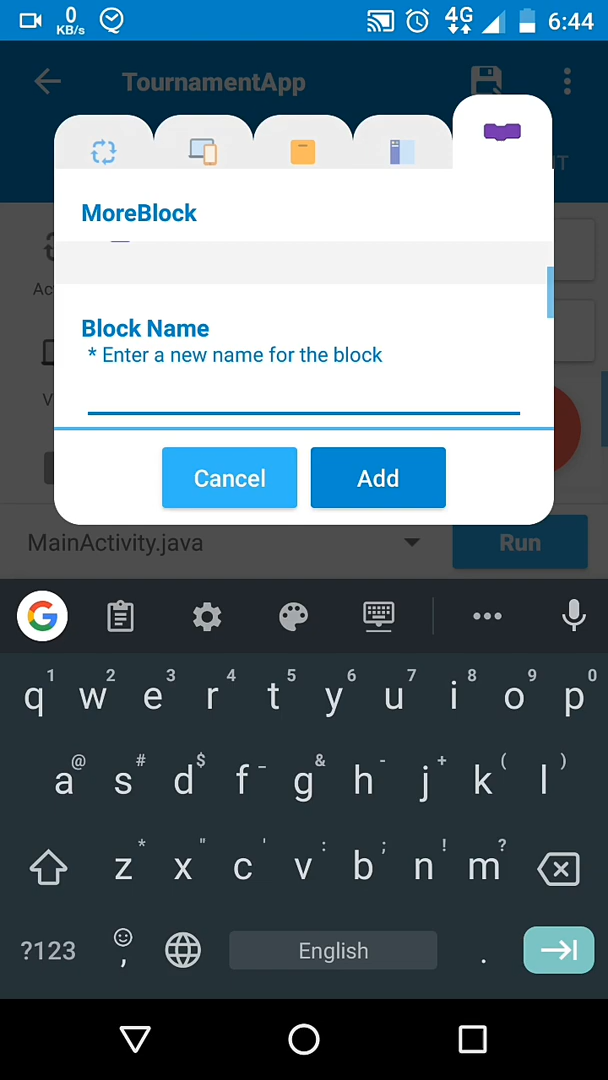 0
KB/s
4G
6:44
TournamentApp
MoreBlock
Block Name
* Enter a new name for the block
Cancel
Add
MainActivity.java
Run
1 2 3 4 5 6 7 8 9 0
q w e r t y u i o p
@ # $ _ & - + ( )
a s d f g h j k l
* " ' : ; ! ?
z x c v b n m
?123 , English .